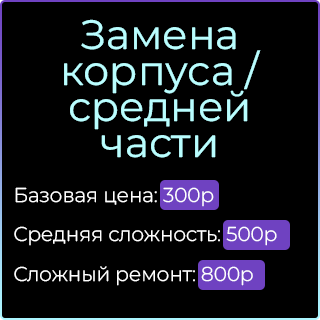 Замена
корпуса /
средней
части
Базовая цена: 300р
Средняя сложность: 500р
Сложный ремонт: 800р